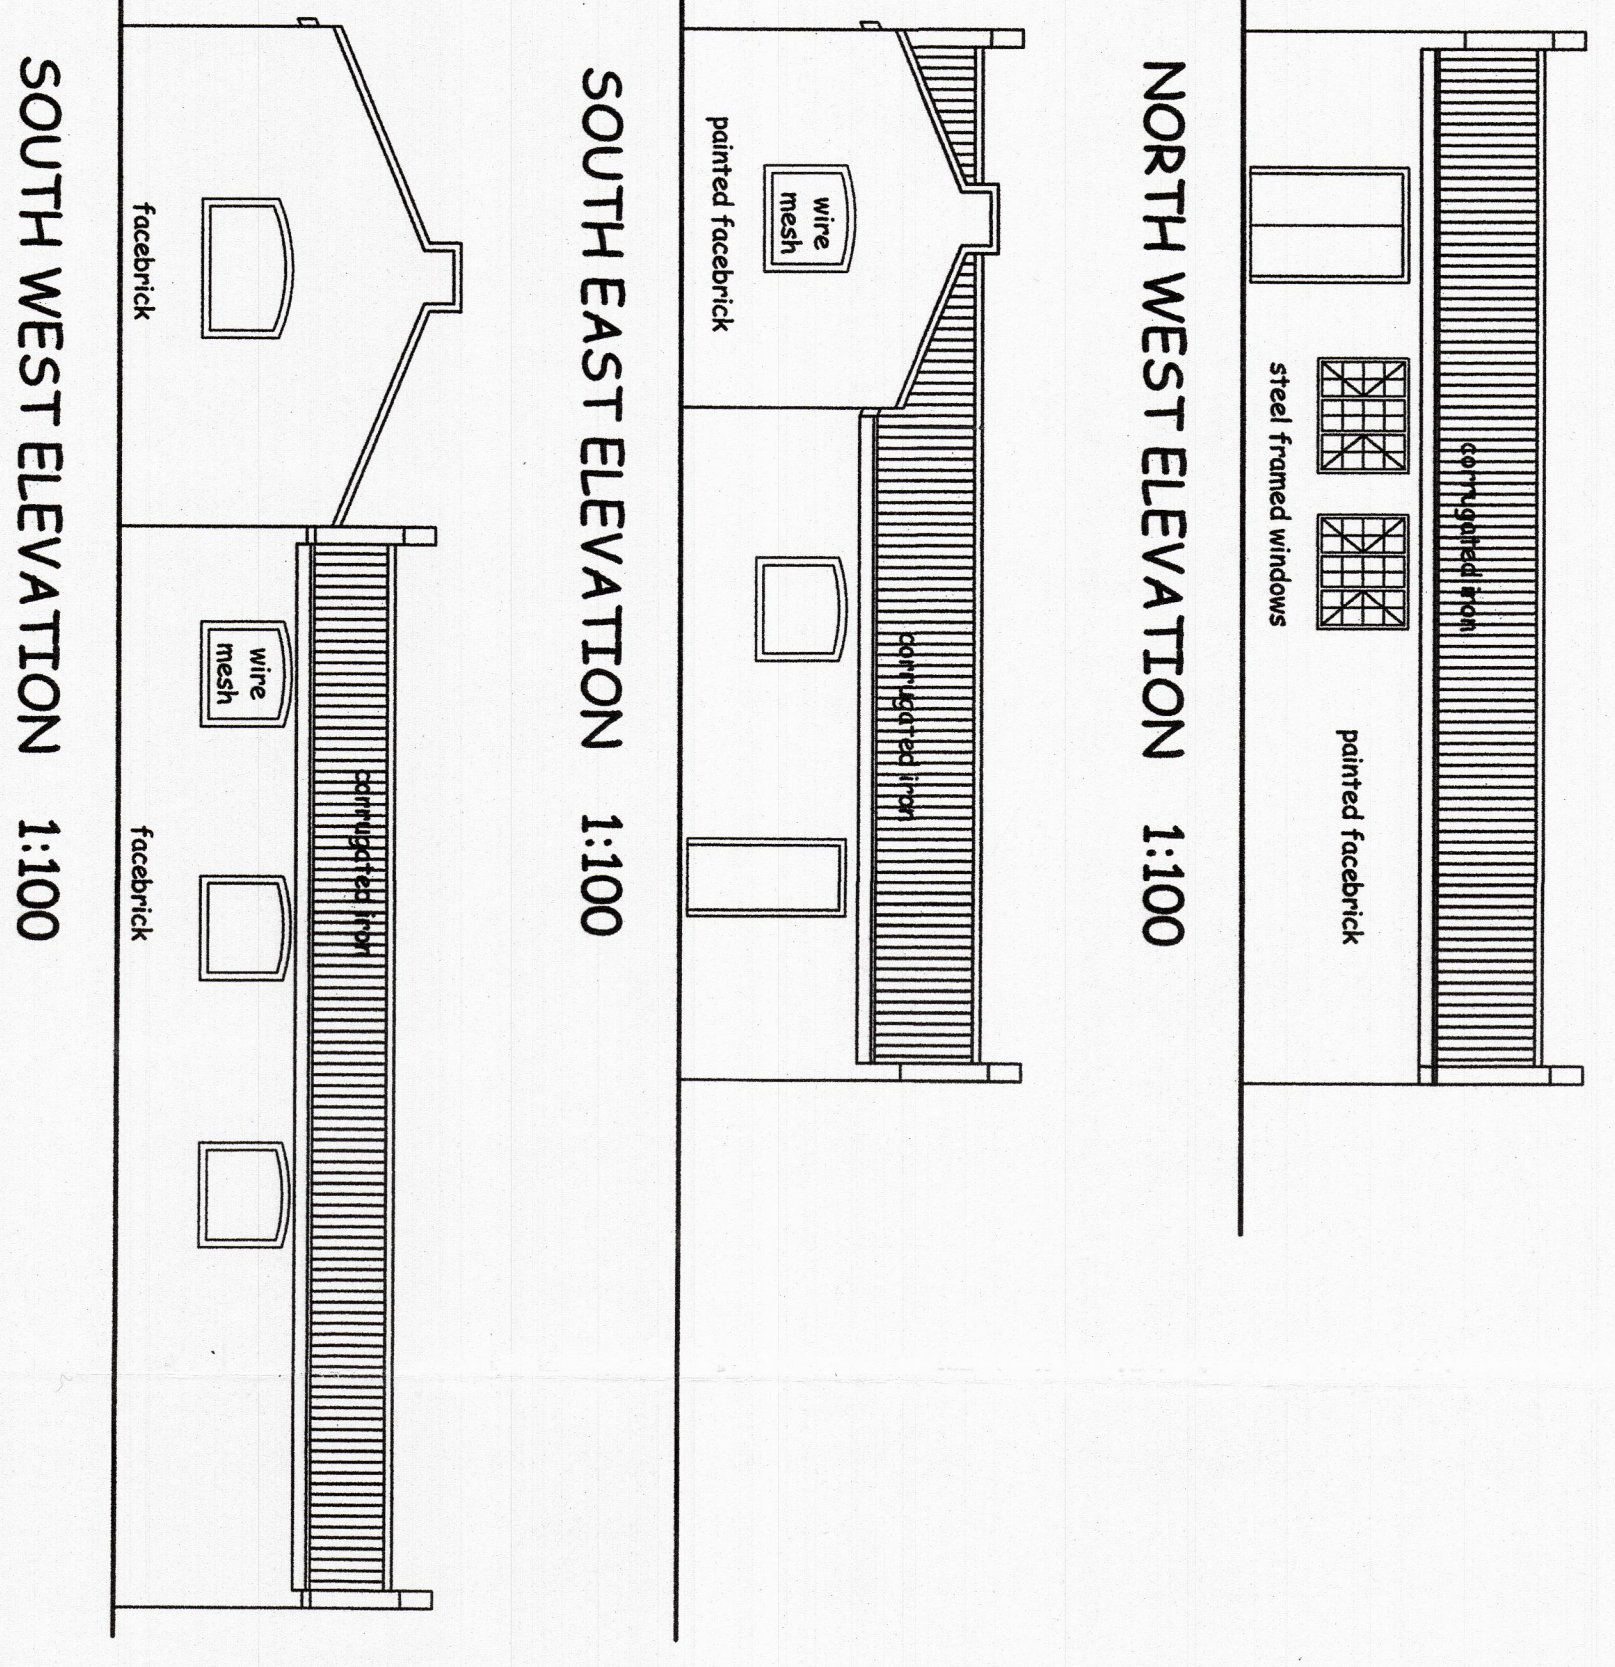 corrugated iron
painted facebrick
steel framed windows
NORTH WEST ELEVATION 1:100
corrugated iron
wire
mesh
painted facebrick
SOUTH EAST ELEVATION 1:100
corrugated iron
wire
mesh
facebrick
facebrick
SOUTH WEST ELEVATION 1:100